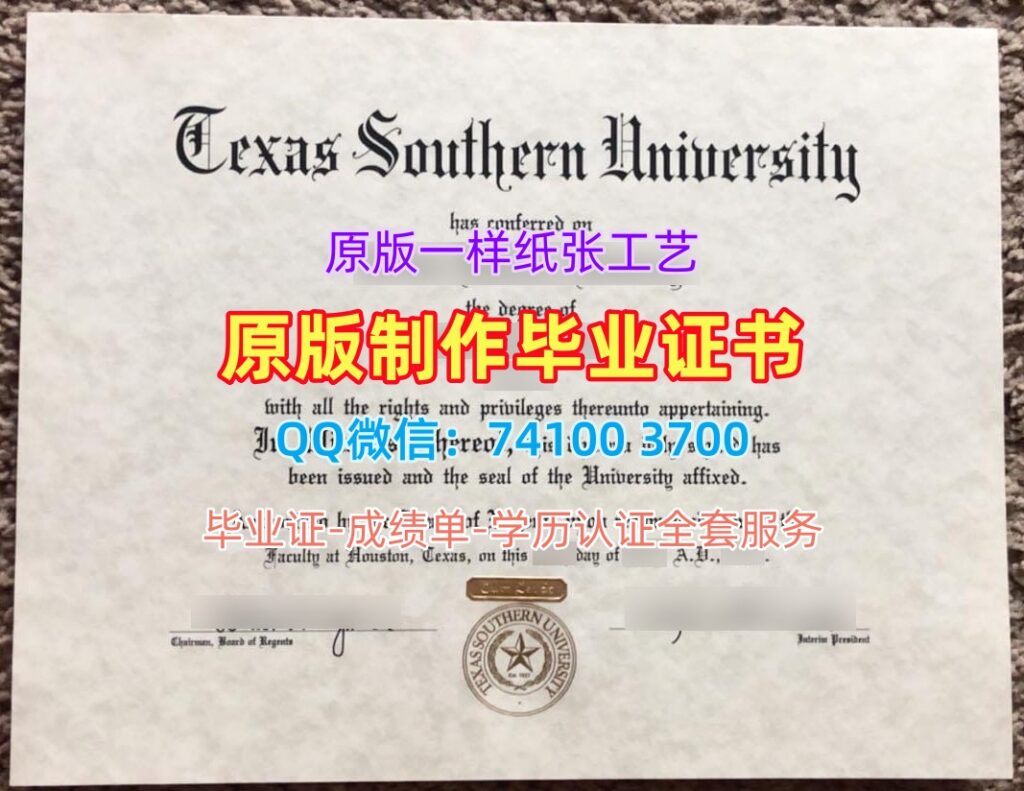 Texas Southern University
has conferred on
原版一样纸张工艺
the degree of
原版制作毕业证书
with all the rights and privileges thereunto appertaining.
QQ微信：74100 3700
has
been issued and the seal of the University affixed.
毕业证-成绩单-学历认证全套服务
Faculty at Houston, Texas, on this day of A.D.,
Cum Laude
Chairman, Board of Regents
Interim President
TEXAS SOUTHERN UNIVERSITY